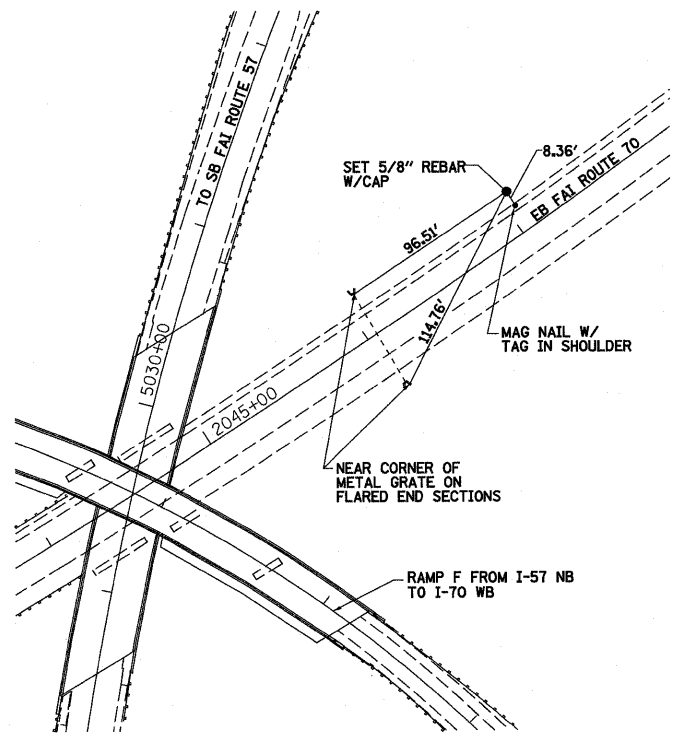 TO SB FAI ROUTE 57
SET 5/8" REBAR
W/CAP
8.36'
EB FAI ROUTE 70
96.51'
114.76'
MAG NAIL W/
TAG IN SHOULDER
5030+00
2045+00
NEAR CORNER OF
METAL GRATE ON
FLARED END SECTIONS
RAMP F FROM I-57 NB
TO I-70 WB